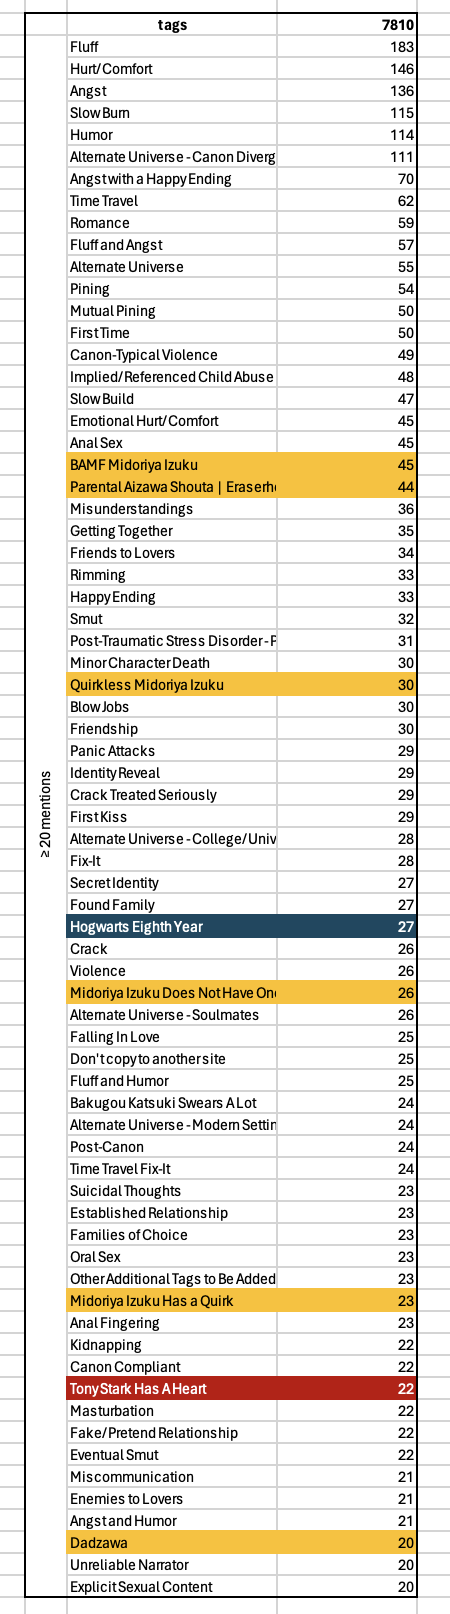 tags 7810
Fluff 183
Hurt/Comfort 146
Angst 136
Slow Burn 115
Humor 114
Alternate Universe - Canon Diverg 111
Angst with a Happy Ending 70
Time Travel 62
Romance 59
Fluff and Angst 57
Alternate Universe 55
Pining 54
Mutual Pining 50
First Time 50
Canon-Typical Violence 49
Implied/Referenced Child Abuse 48
Slow Build 47
Emotional Hurt/Comfort 45
Anal Sex 45
BAMF Midoriya Izuku 45
Parental Aizawa Shouta | Eraserhe 44
Misunderstandings 36
Getting Together 35
Friends to Lovers 34
Rimming 33
Happy Ending 33
Smut 32
Post-Traumatic Stress Disorder - P 31
Minor Character Death 30
Quirkless Midoriya Izuku 30
Blow Jobs 30
Friendship 30
Panic Attacks 29
Identity Reveal 29
Crack Treated Seriously 29
First Kiss 29
≥ 20 mentions
Alternate Universe - College/Univ 28
Fix-It 28
Secret Identity 27
Found Family 27
Hogwarts Eighth Year 27
Crack 26
Violence 26
Midoriya Izuku Does Not Have One 26
Alternate Universe - Soulmates 26
Falling In Love 25
Don't copy to another site 25
Fluff and Humor 25
Bakugou Katsuki Swears A Lot 24
Alternate Universe - Modern Settin 24
Post-Canon 24
Time Travel Fix-It 24
Suicidal Thoughts 23
Established Relationship 23
Families of Choice 23
Oral Sex 23
Other Additional Tags to Be Added 23
Midoriya Izuku Has a Quirk 23
Anal Fingering 23
Kidnapping 22
Canon Compliant 22
Tony Stark Has A Heart 22
Masturbation 22
Fake/Pretend Relationship 22
Eventual Smut 22
Miscommunication 21
Enemies to Lovers 21
Angst and Humor 21
Dadzawa 20
Unreliable Narrator 20
Explicit Sexual Content 20